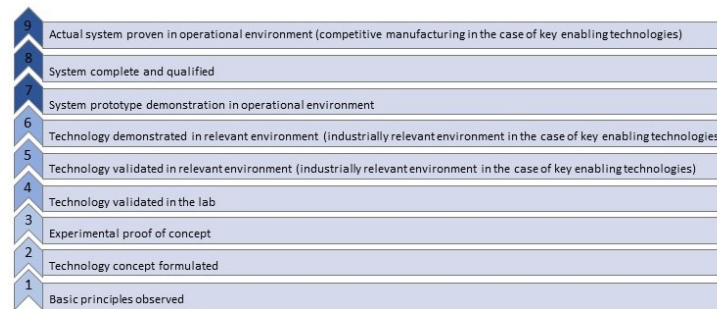 9 Actual system proven in operational environment (competitive manufacturing in the case of key enabling technologies)
8 System complete and qualified
7 System prototype demonstration in operational environment
6 Technology demonstrated in relevant environment (industrially relevant environment in the case of key enabling technologies
5 Technology validated in relevant environment (industrially relevant environment in the case of key enabling technologies)
4 Technology validated in the lab
3 Experimental proof of concept
2 Technology concept formulated
1 Basic principles observed